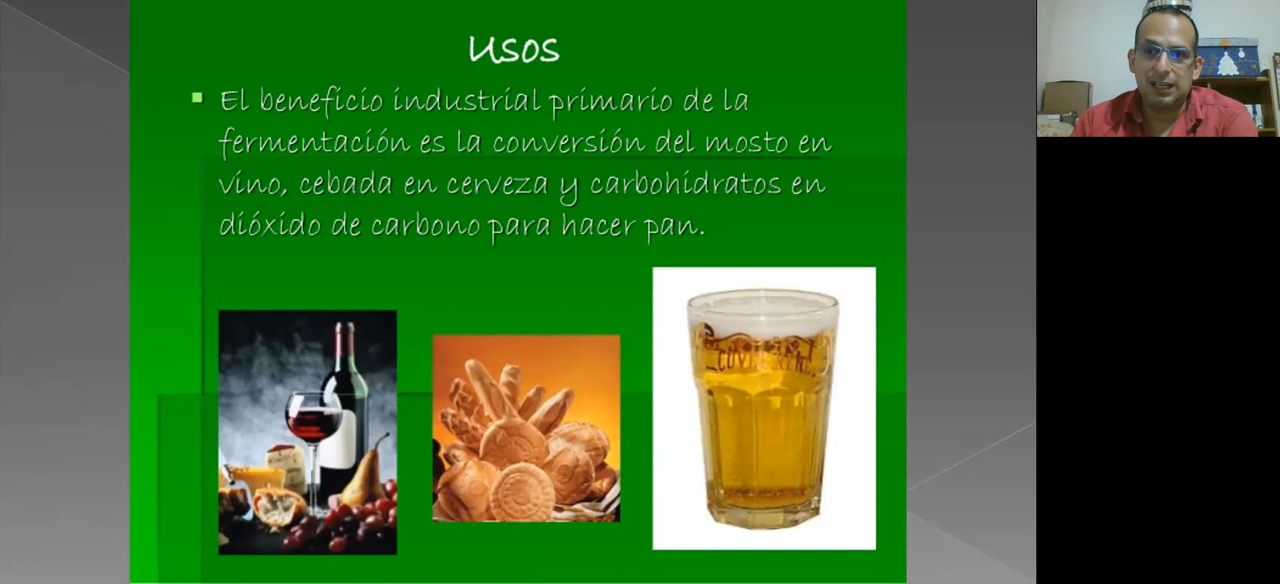 Usos
El beneficio industrial primario de la
fermentación es la conversión del mosto en
vino, cebada en cerveza y carbohidratos en
dióxido de carbono para hacer pan.